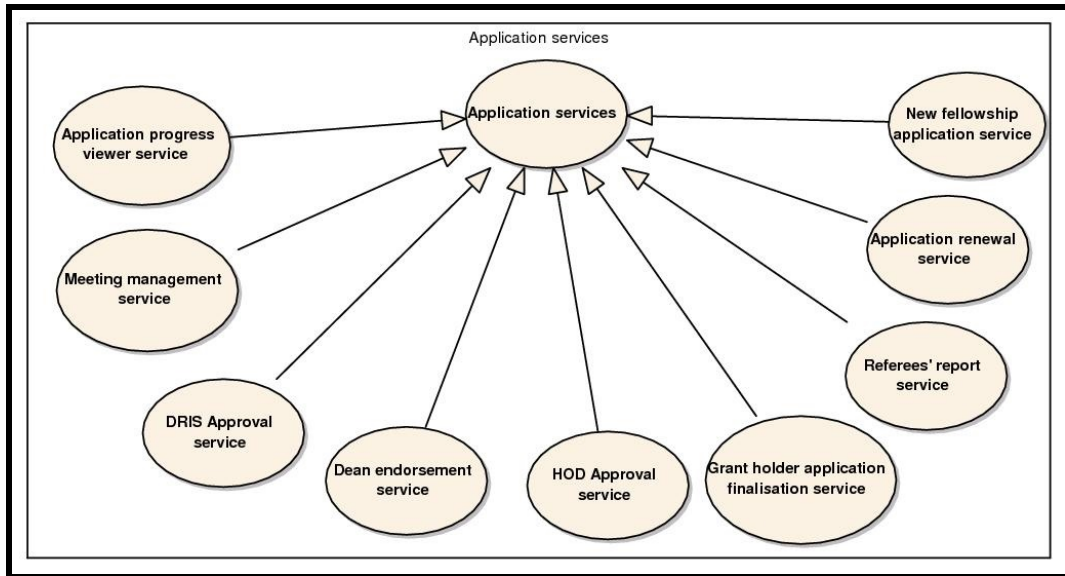 Application services
Application services
New fellowship
application service
Application progress
viewer service
Application renewal
service
Meeting management
service
Referees' report
service
DRIS Approval
service
Dean endorsement
service
HOD Approval
service
Grant holder application
finalisation service